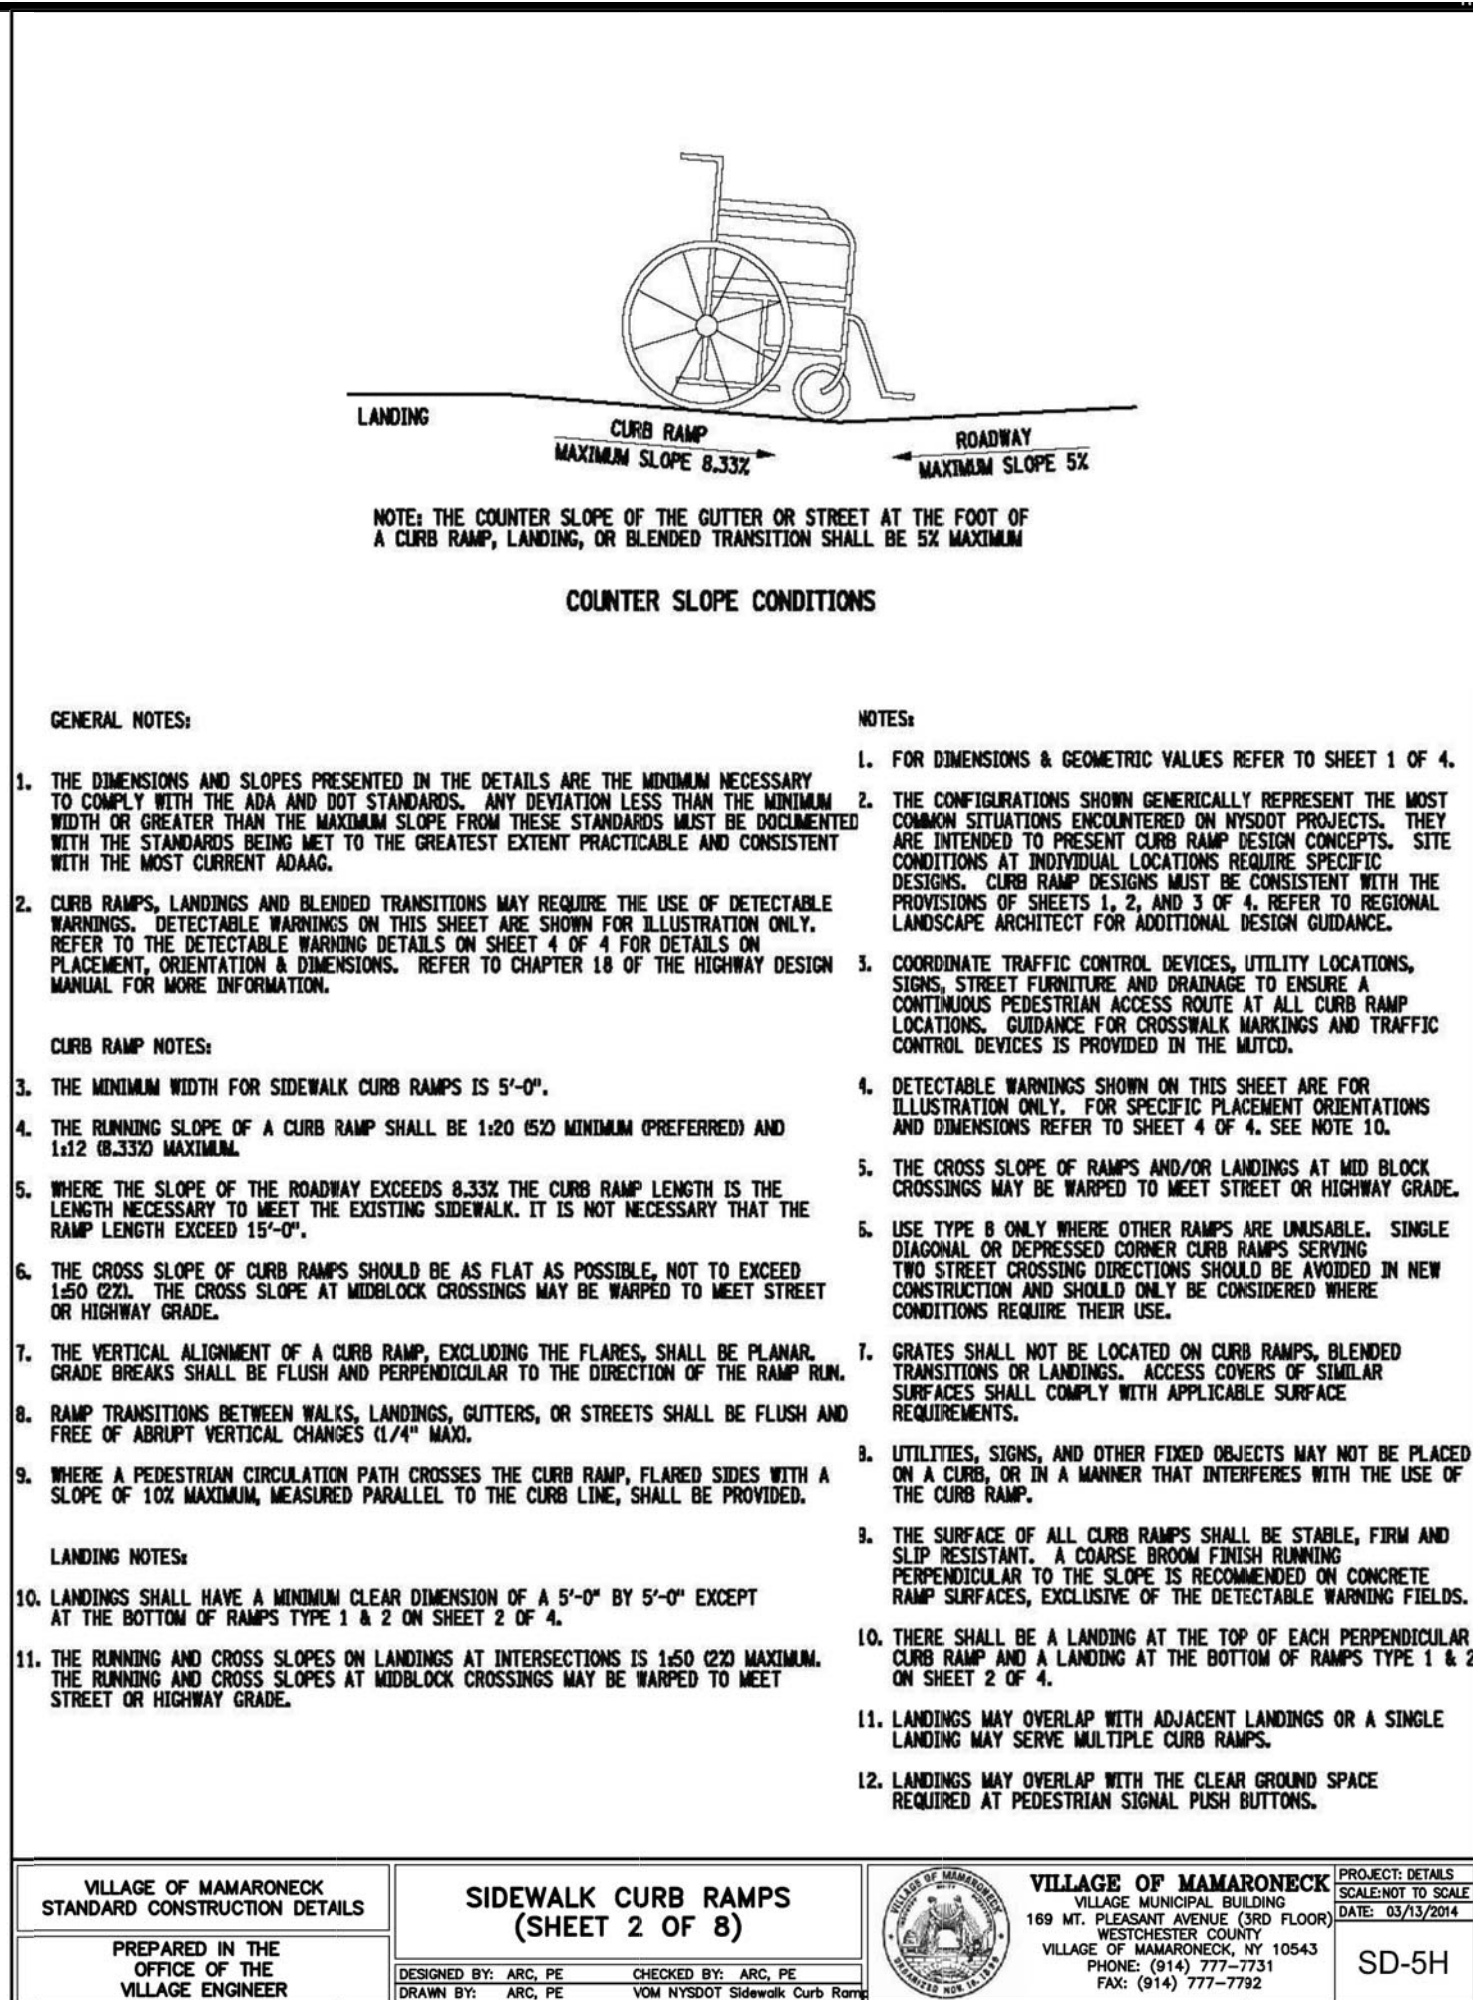 LANDING
CURB RAMP
MAXIMUM SLOPE 8.33%
ROADWAY
MAXIMUM SLOPE 5%
NOTE: THE COUNTER SLOPE OF THE GUTTER OR STREET AT THE FOOT OF
A CURB RAMP, LANDING, OR BLENDED TRANSITION SHALL BE 5% MAXIMUM
COUNTER SLOPE CONDITIONS
GENERAL NOTES:
1. THE DIMENSIONS AND SLOPES PRESENTED IN THE DETAILS ARE THE MINIMUM NECESSARY
TO COMPLY WITH THE ADA AND DOT STANDARDS. ANY DEVIATION LESS THAN THE MINIMUM
WIDTH OR GREATER THAN THE MAXIMUM SLOPE FROM THESE STANDARDS MUST BE DOCUMENTED
WITH THE STANDARDS BEING MET TO THE GREATEST EXTENT PRACTICABLE AND CONSISTENT
WITH THE MOST CURRENT ADAAG.
2. CURB RAMPS, LANDINGS AND BLENDED TRANSITIONS MAY REQUIRE THE USE OF DETECTABLE
WARNINGS. DETECTABLE WARNINGS ON THIS SHEET ARE SHOWN FOR ILLUSTRATION ONLY.
REFER TO THE DETECTABLE WARNING DETAILS ON SHEET 4 OF 4 FOR DETAILS ON
PLACEMENT, ORIENTATION & DIMENSIONS. REFER TO CHAPTER 18 OF THE HIGHWAY DESIGN
MANUAL FOR MORE INFORMATION.
CURB RAMP NOTES:
3. THE MINIMUM WIDTH FOR SIDEWALK CURB RAMPS IS 5'-0".
4. THE RUNNING SLOPE OF A CURB RAMP SHALL BE 1:20 (5%) MINIMUM (PREFERRED) AND
1:12 (8.33%) MAXIMUM.
5. WHERE THE SLOPE OF THE ROADWAY EXCEEDS 8.33% THE CURB RAMP LENGTH IS THE
LENGTH NECESSARY TO MEET THE EXISTING SIDEWALK. IT IS NOT NECESSARY THAT THE
RAMP LENGTH EXCEED 15'-0".
6. THE CROSS SLOPE OF CURB RAMPS SHOULD BE AS FLAT AS POSSIBLE, NOT TO EXCEED
1:50 (2%). THE CROSS SLOPE AT MIDBLOCK CROSSINGS MAY BE WARPED TO MEET STREET
OR HIGHWAY GRADE.
7. THE VERTICAL ALIGNMENT OF A CURB RAMP, EXCLUDING THE FLARES, SHALL BE PLANAR.
GRADE BREAKS SHALL BE FLUSH AND PERPENDICULAR TO THE DIRECTION OF THE RAMP RUN.
8. RAMP TRANSITIONS BETWEEN WALKS, LANDINGS, GUTTERS, OR STREETS SHALL BE FLUSH AND
FREE OF ABRUPT VERTICAL CHANGES (1/4" MAX).
9. WHERE A PEDESTRIAN CIRCULATION PATH CROSSES THE CURB RAMP, FLARED SIDES WITH A
SLOPE OF 10% MAXIMUM, MEASURED PARALLEL TO THE CURB LINE, SHALL BE PROVIDED.
LANDING NOTES:
10. LANDINGS SHALL HAVE A MINIMUM CLEAR DIMENSION OF A 5'-0" BY 5'-0" EXCEPT
AT THE BOTTOM OF RAMPS TYPE 1 & 2 ON SHEET 2 OF 4.
11. THE RUNNING AND CROSS SLOPES ON LANDINGS AT INTERSECTIONS IS 1:50 (2%) MAXIMUM.
THE RUNNING AND CROSS SLOPES AT MIDBLOCK CROSSINGS MAY BE WARPED TO MEET
STREET OR HIGHWAY GRADE.
NOTES:
1. FOR DIMENSIONS & GEOMETRIC VALUES REFER TO SHEET 1 OF 4.
2. THE CONFIGURATIONS SHOWN GENERICALLY REPRESENT THE MOST
COMMON SITUATIONS ENCOUNTERED ON NYSDOT PROJECTS. THEY
ARE INTENDED TO PRESENT CURB RAMP DESIGN CONCEPTS. SITE
CONDITIONS AT INDIVIDUAL LOCATIONS REQUIRE SPECIFIC
DESIGNS. CURB RAMP DESIGNS MUST BE CONSISTENT WITH THE
PROVISIONS OF SHEETS 1, 2, AND 3 OF 4. REFER TO REGIONAL
LANDSCAPE ARCHITECT FOR ADDITIONAL DESIGN GUIDANCE.
3. COORDINATE TRAFFIC CONTROL DEVICES, UTILITY LOCATIONS,
SIGNS, STREET FURNITURE AND DRAINAGE TO ENSURE A
CONTINUOUS PEDESTRIAN ACCESS ROUTE AT ALL CURB RAMP
LOCATIONS. GUIDANCE FOR CROSSWALK MARKINGS AND TRAFFIC
CONTROL DEVICES IS PROVIDED IN THE MUTCD.
4. DETECTABLE WARNINGS SHOWN ON THIS SHEET ARE FOR
ILLUSTRATION ONLY. FOR SPECIFIC PLACEMENT ORIENTATIONS
AND DIMENSIONS REFER TO SHEET 4 OF 4. SEE NOTE 10.
5. THE CROSS SLOPE OF RAMPS AND/OR LANDINGS AT MID BLOCK
CROSSINGS MAY BE WARPED TO MEET STREET OR HIGHWAY GRADE.
6. USE TYPE 8 ONLY WHERE OTHER RAMPS ARE UNUSABLE. SINGLE
DIAGONAL OR DEPRESSED CORNER CURB RAMPS SERVING
TWO STREET CROSSING DIRECTIONS SHOULD BE AVOIDED IN NEW
CONSTRUCTION AND SHOULD ONLY BE CONSIDERED WHERE
CONDITIONS REQUIRE THEIR USE.
7. GRATES SHALL NOT BE LOCATED ON CURB RAMPS, BLENDED
TRANSITIONS OR LANDINGS. ACCESS COVERS OF SIMILAR
SURFACES SHALL COMPLY WITH APPLICABLE SURFACE
REQUIREMENTS.
8. UTILITIES, SIGNS, AND OTHER FIXED OBJECTS MAY NOT BE PLACED
ON A CURB, OR IN A MANNER THAT INTERFERES WITH THE USE OF
THE CURB RAMP.
9. THE SURFACE OF ALL CURB RAMPS SHALL BE STABLE, FIRM AND
SLIP RESISTANT. A COARSE BROOM FINISH RUNNING
PERPENDICULAR TO THE SLOPE IS RECOMMENDED ON CONCRETE
RAMP SURFACES, EXCLUSIVE OF THE DETECTABLE WARNING FIELDS.
10. THERE SHALL BE A LANDING AT THE TOP OF EACH PERPENDICULAR
CURB RAMP AND A LANDING AT THE BOTTOM OF RAMPS TYPE 1 & 2
ON SHEET 2 OF 4.
11. LANDINGS MAY OVERLAP WITH ADJACENT LANDINGS OR A SINGLE
LANDING MAY SERVE MULTIPLE CURB RAMPS.
12. LANDINGS MAY OVERLAP WITH THE CLEAR GROUND SPACE
REQUIRED AT PEDESTRIAN SIGNAL PUSH BUTTONS.
VILLAGE OF MAMARONECK
STANDARD CONSTRUCTION DETAILS
PREPARED IN THE
OFFICE OF THE
VILLAGE ENGINEER
SIDEWALK CURB RAMPS
(SHEET 2 OF 8)
DESIGNED BY: ARC, PE CHECKED BY: ARC, PE
DRAWN BY: ARC, PE VOM NYSDOT Sidewalk Curb Ramp
VILLAGE OF MAMARONECK
ORGANIZED NOV. 18, 1895
VILLAGE OF MAMARONECK
VILLAGE MUNICIPAL BUILDING
169 MT. PLEASANT AVENUE (3RD FLOOR)
WESTCHESTER COUNTY
VILLAGE OF MAMARONECK, NY 10543
PHONE: (914) 777-7731
FAX: (914) 777-7792
PROJECT: DETAILS
SCALE: NOT TO SCALE
DATE: 03/13/2014
SD-5H